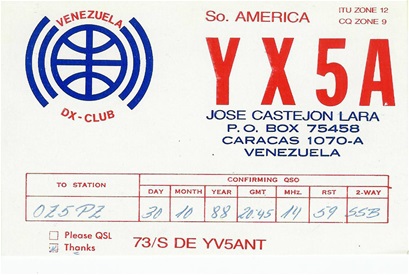 VENEZUELA
DX-CLUB
So. AMERICA
ITU ZONE 12
CQ ZONE 9
YX5A
JOSE CASTEJON LARA
P. O. BOX 75458
CARACAS 1070-A
VENEZUELA
CONFIRMING QSO
TO STATION DAY MONTH YEAR GMT MHz. RST 2-WAY
OZ5PZ 30 10 88 20:45 14 59 SSB
Please QSL
Thanks
73/S DE YV5ANT